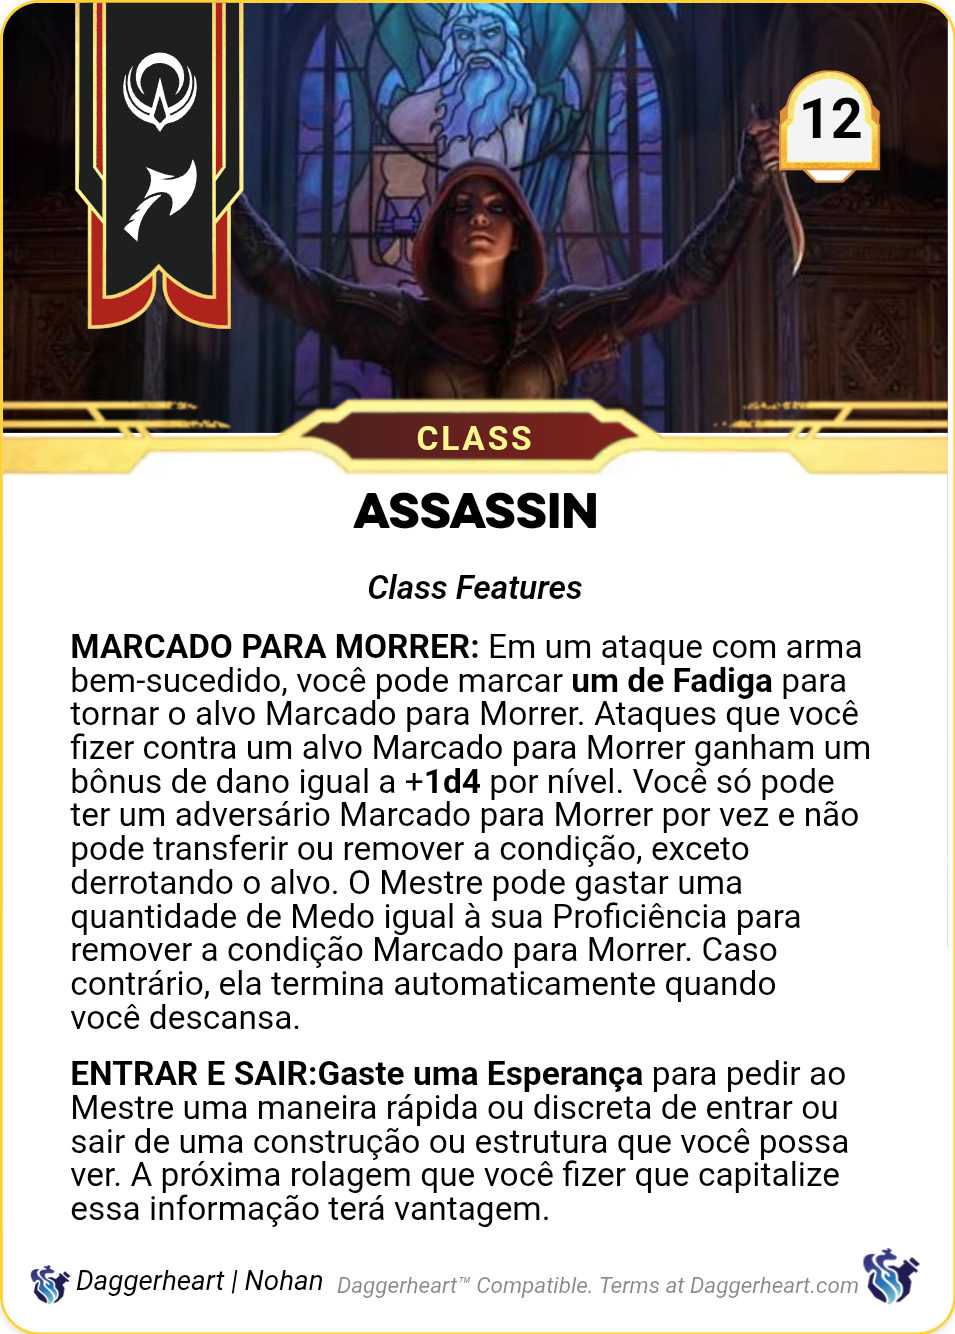 12
CLASS
ASSASSIN
Class Features
MARCADO PARA MORRER: Em um ataque com arma
bem-sucedido, você pode marcar um de Fadiga para
tornar o alvo Marcado para Morrer. Ataques que você
fizer contra um alvo Marcado para Morrer ganham um
bônus de dano igual a +1d4 por nível. Você só pode
ter um adversário Marcado para Morrer por vez e não
pode transferir ou remover a condição, exceto
derrotando o alvo. O Mestre pode gastar uma
quantidade de Medo igual à sua Proficiência para
remover a condição Marcado para Morrer. Caso
contrário, ela termina automaticamente quando
você descansa.
ENTRAR E SAIR:Gaste uma Esperança para pedir ao
Mestre uma maneira rápida ou discreta de entrar ou
sair de uma construção ou estrutura que você possa
ver. A próxima rolagem que você fizer que capitalize
essa informação terá vantagem.
Daggerheart | Nohan Daggerheart™ Compatible. Terms at Daggerheart.com